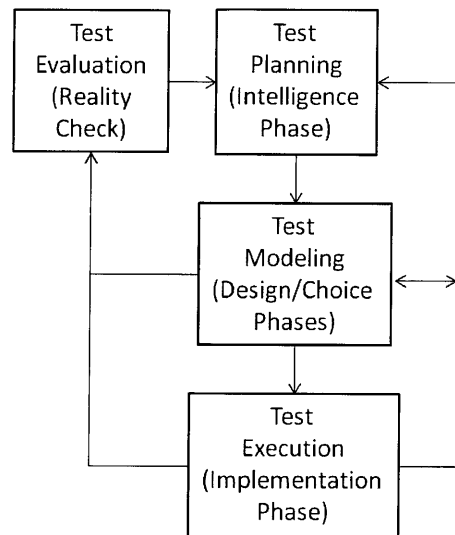 Test
Evaluation
(Reality
Check)
Test
Planning
(Intelligence
Phase)
Test
Modeling
(Design/Choice
Phases)
Test
Execution
(Implementation
Phase)